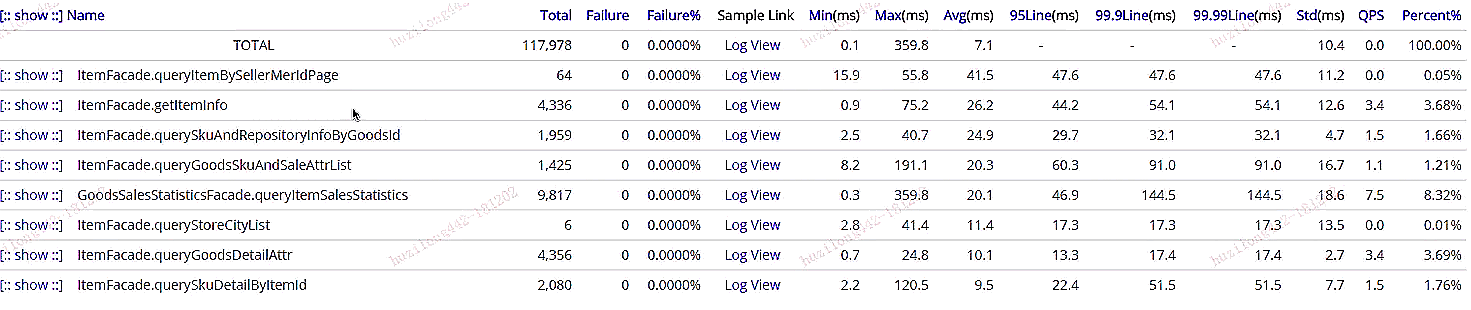 [:: show ::] Name Total Failure Failure% Sample Link Min(ms) Max(ms) Avg(ms) 95Line(ms) 99.9Line(ms) 99.99Line(ms) Std(ms) QPS Percent%
TOTAL 117,978 0 0.0000% Log View 0.1 359.8 7.1 - - - 10.4 0.0 100.00%
[:: show ::] ItemFacade.queryItemBySellerMerIdPage 64 0 0.0000% Log View 15.9 55.8 41.5 47.6 47.6 47.6 11.2 0.0 0.05%
[:: show ::] ItemFacade.getItemInfo 4,336 0 0.0000% Log View 0.9 75.2 26.2 44.2 54.1 54.1 12.6 3.4 3.68%
[:: show ::] ItemFacade.querySkuAndRepositoryInfoByGoodsId 1,959 0 0.0000% Log View 2.5 40.7 24.9 29.7 32.1 32.1 4.7 1.5 1.66%
[:: show ::] ItemFacade.queryGoodsSkuAndSaleAttrList 1,425 0 0.0000% Log View 8.2 191.1 20.3 60.3 91.0 91.0 16.7 1.1 1.21%
[:: show ::] GoodsSalesStatisticsFacade.queryItemSalesStatistics 9,817 0 0.0000% Log View 0.3 359.8 20.1 46.9 144.5 144.5 18.6 7.5 8.32%
[:: show ::] ItemFacade.queryStoreCityList 6 0 0.0000% Log View 2.8 41.4 11.4 17.3 17.3 17.3 13.5 0.0 0.01%
[:: show ::] ItemFacade.queryGoodsDetailAttr 4,356 0 0.0000% Log View 0.7 24.8 10.1 13.3 17.4 17.4 2.7 3.4 3.69%
[:: show ::] ItemFacade.querySkuDetailByItemId 2,080 0 0.0000% Log View 2.2 120.5 9.5 22.4 51.5 51.5 7.7 1.5 1.76%
huzilong442-181202